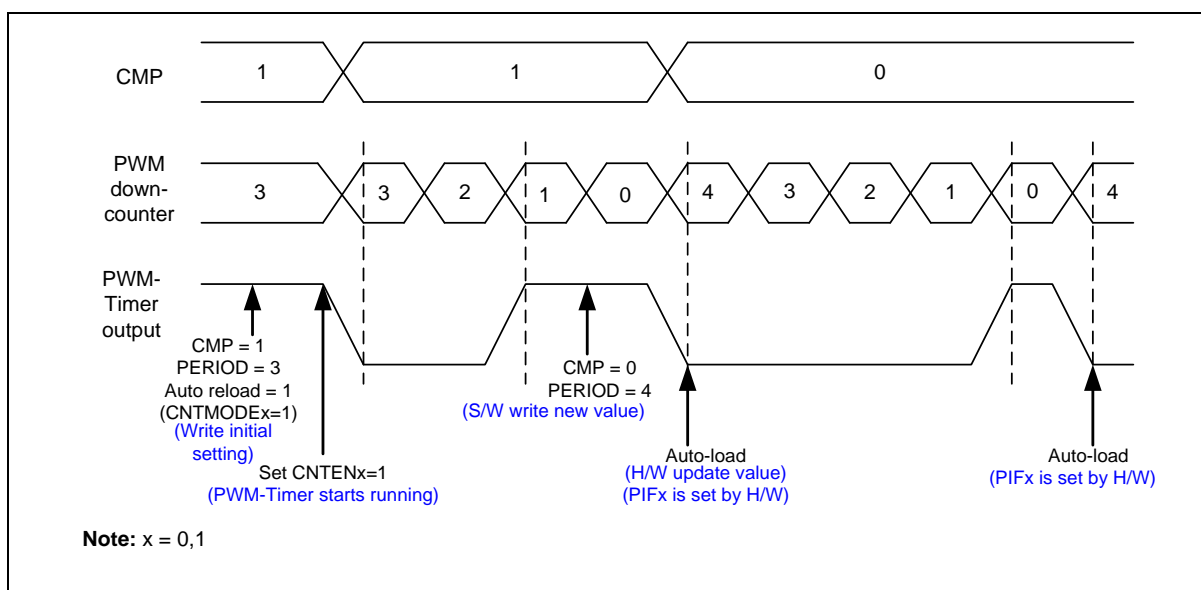 CMP
1
1
0
PWM
down-
counter
3
3
2
1
0
4
3
2
1
0
4
PWM-
Timer
output
CMP = 1
PERIOD = 3
Auto reload = 1
(CNTMODEx=1)
(Write initial
setting)
Set CNTENx=1
(PWM-Timer starts running)
CMP = 0
PERIOD = 4
(S/W write new value)
Auto-load
(H/W update value)
(PIFx is set by H/W)
Auto-load
(PIFx is set by H/W)
Note: x = 0,1